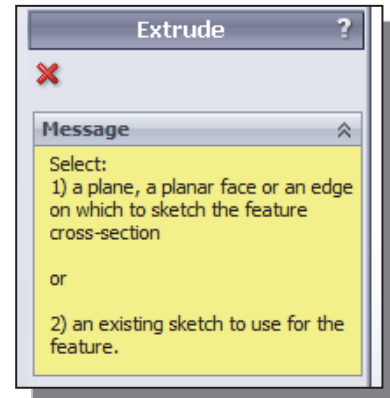 Extrude ?
Message
Select:
1) a plane, a planar face or an edge
on which to sketch the feature
cross-section
or
2) an existing sketch to use for the
feature.